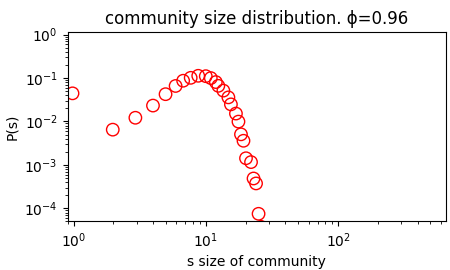 community size distribution. ϕ=0.96
P(s)
10⁰
10⁻¹
10⁻²
10⁻³
10⁻⁴
10⁰ 10¹ 10²
s size of community